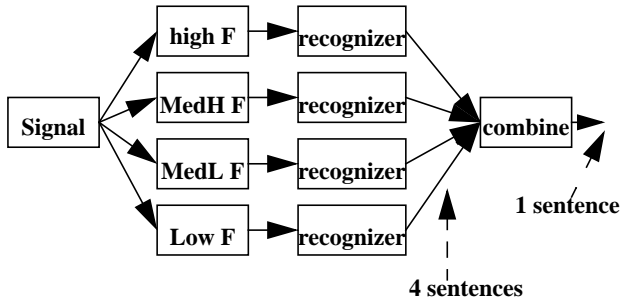 high F
recognizer
MedH F
recognizer
Signal
combine
MedL F
recognizer
1 sentence
Low F
recognizer
4 sentences